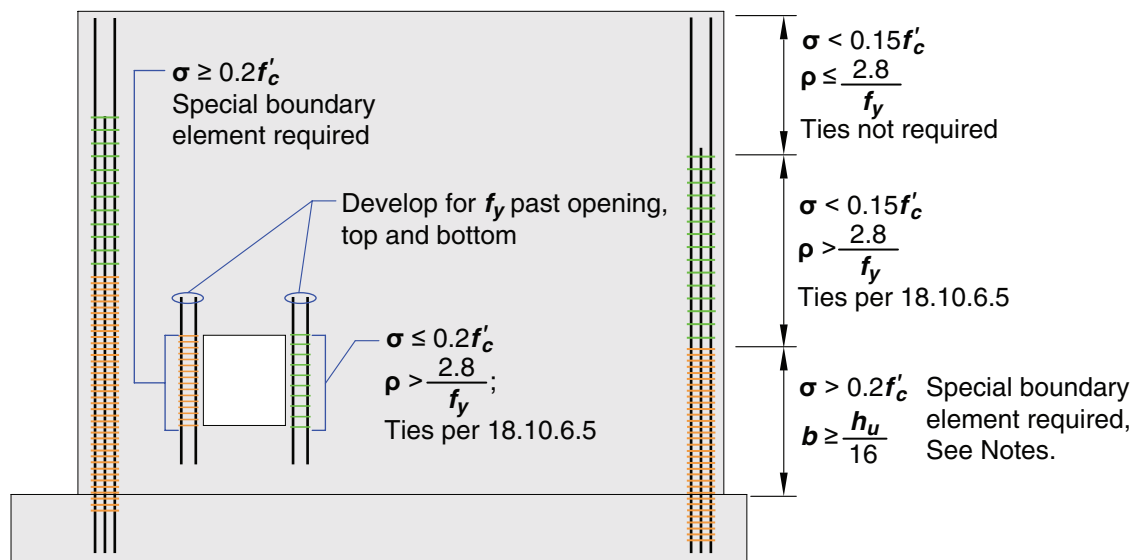 σ ≥ 0.2f′c
Special boundary
element required
Develop for fy past opening,
top and bottom
σ ≤ 0.2f′c
ρ > 2.8/fy;
Ties per 18.10.6.5
σ < 0.15f′c
ρ ≤ 2.8/fy
Ties not required
σ < 0.15f′c
ρ > 2.8/fy
Ties per 18.10.6.5
σ > 0.2f′c Special boundary
element required,
b ≥ hu/16 See Notes.